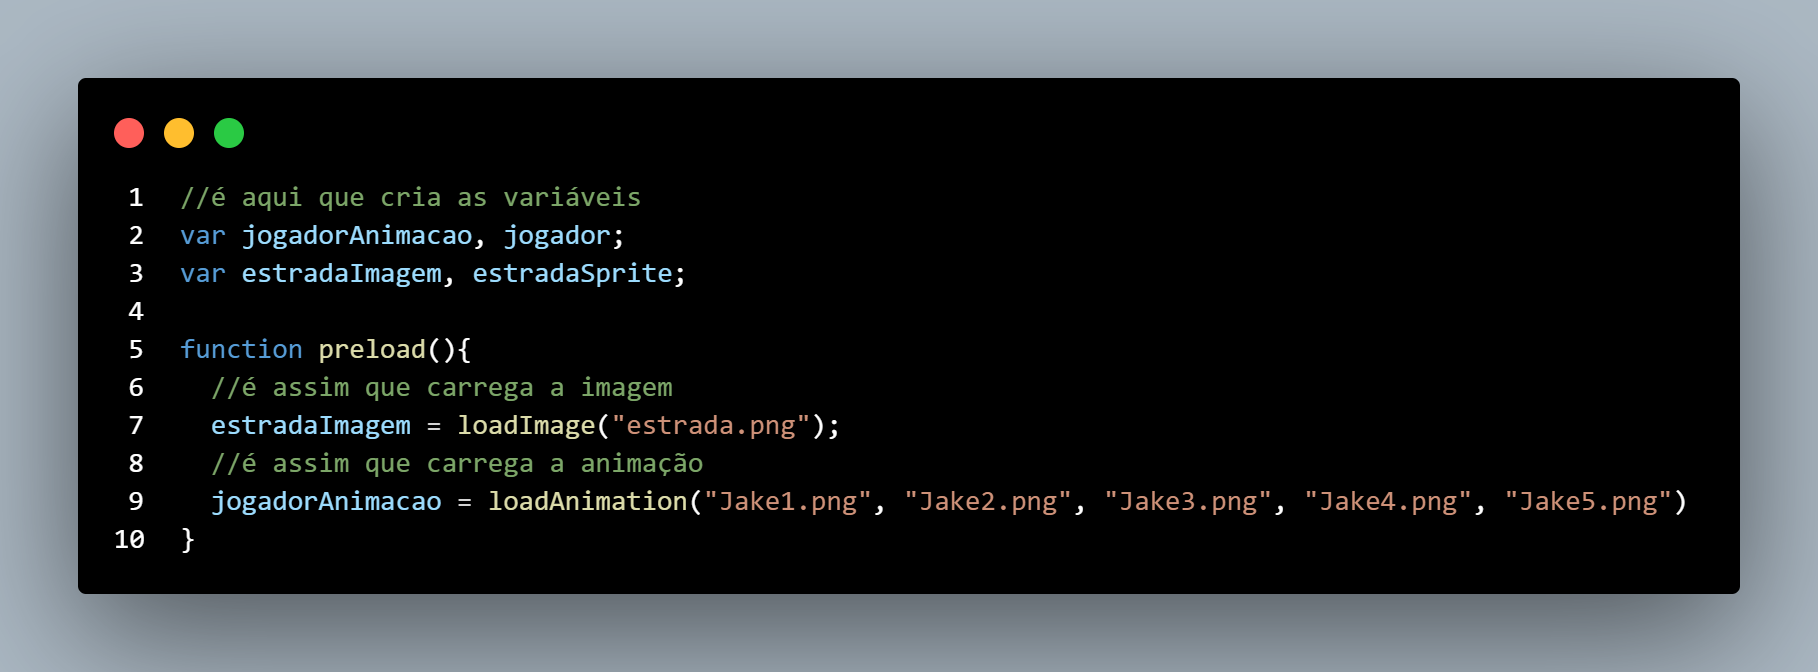 1 //é aqui que cria as variáveis
2 var jogadorAnimacao, jogador;
3 var estradaImagem, estradaSprite;
4
5 function preload(){
6   //é assim que carrega a imagem
7   estradaImagem = loadImage("estrada.png");
8   //é assim que carrega a animação
9   jogadorAnimacao = loadAnimation("Jake1.png", "Jake2.png", "Jake3.png", "Jake4.png", "Jake5.png")
10 }